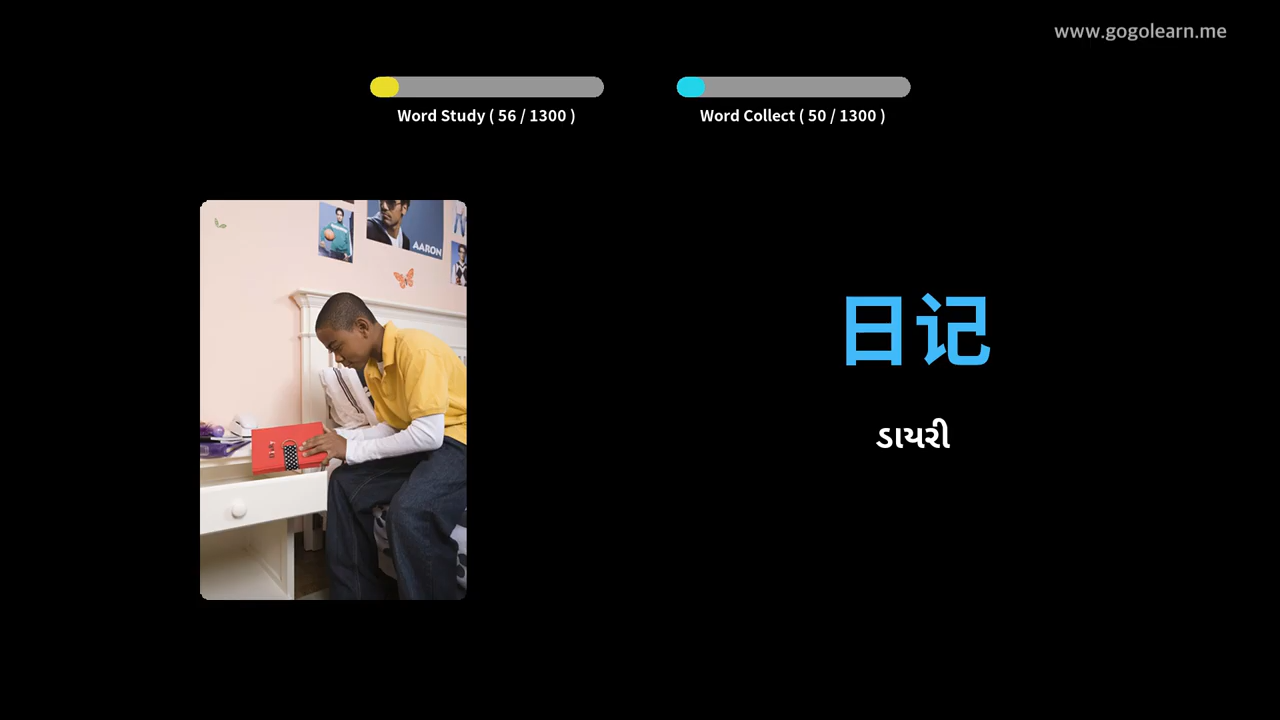 www.gogolearn.me
Word Study ( 56 / 1300 )
Word Collect ( 50 / 1300 )
AARON
日记
ડાયરી